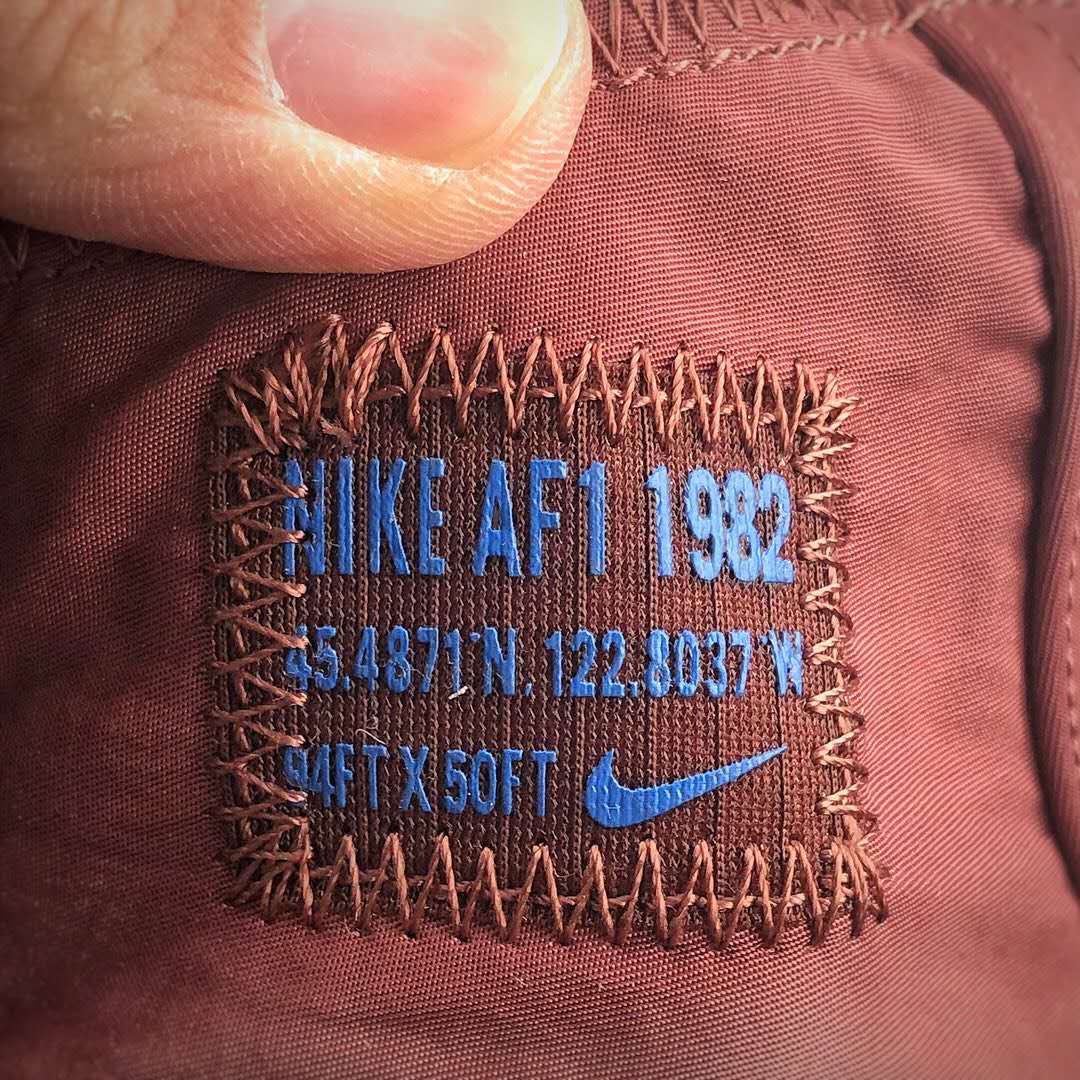 NIKE AF1 1982
45.4871°N, 122.8037°W
94FT X 50FT